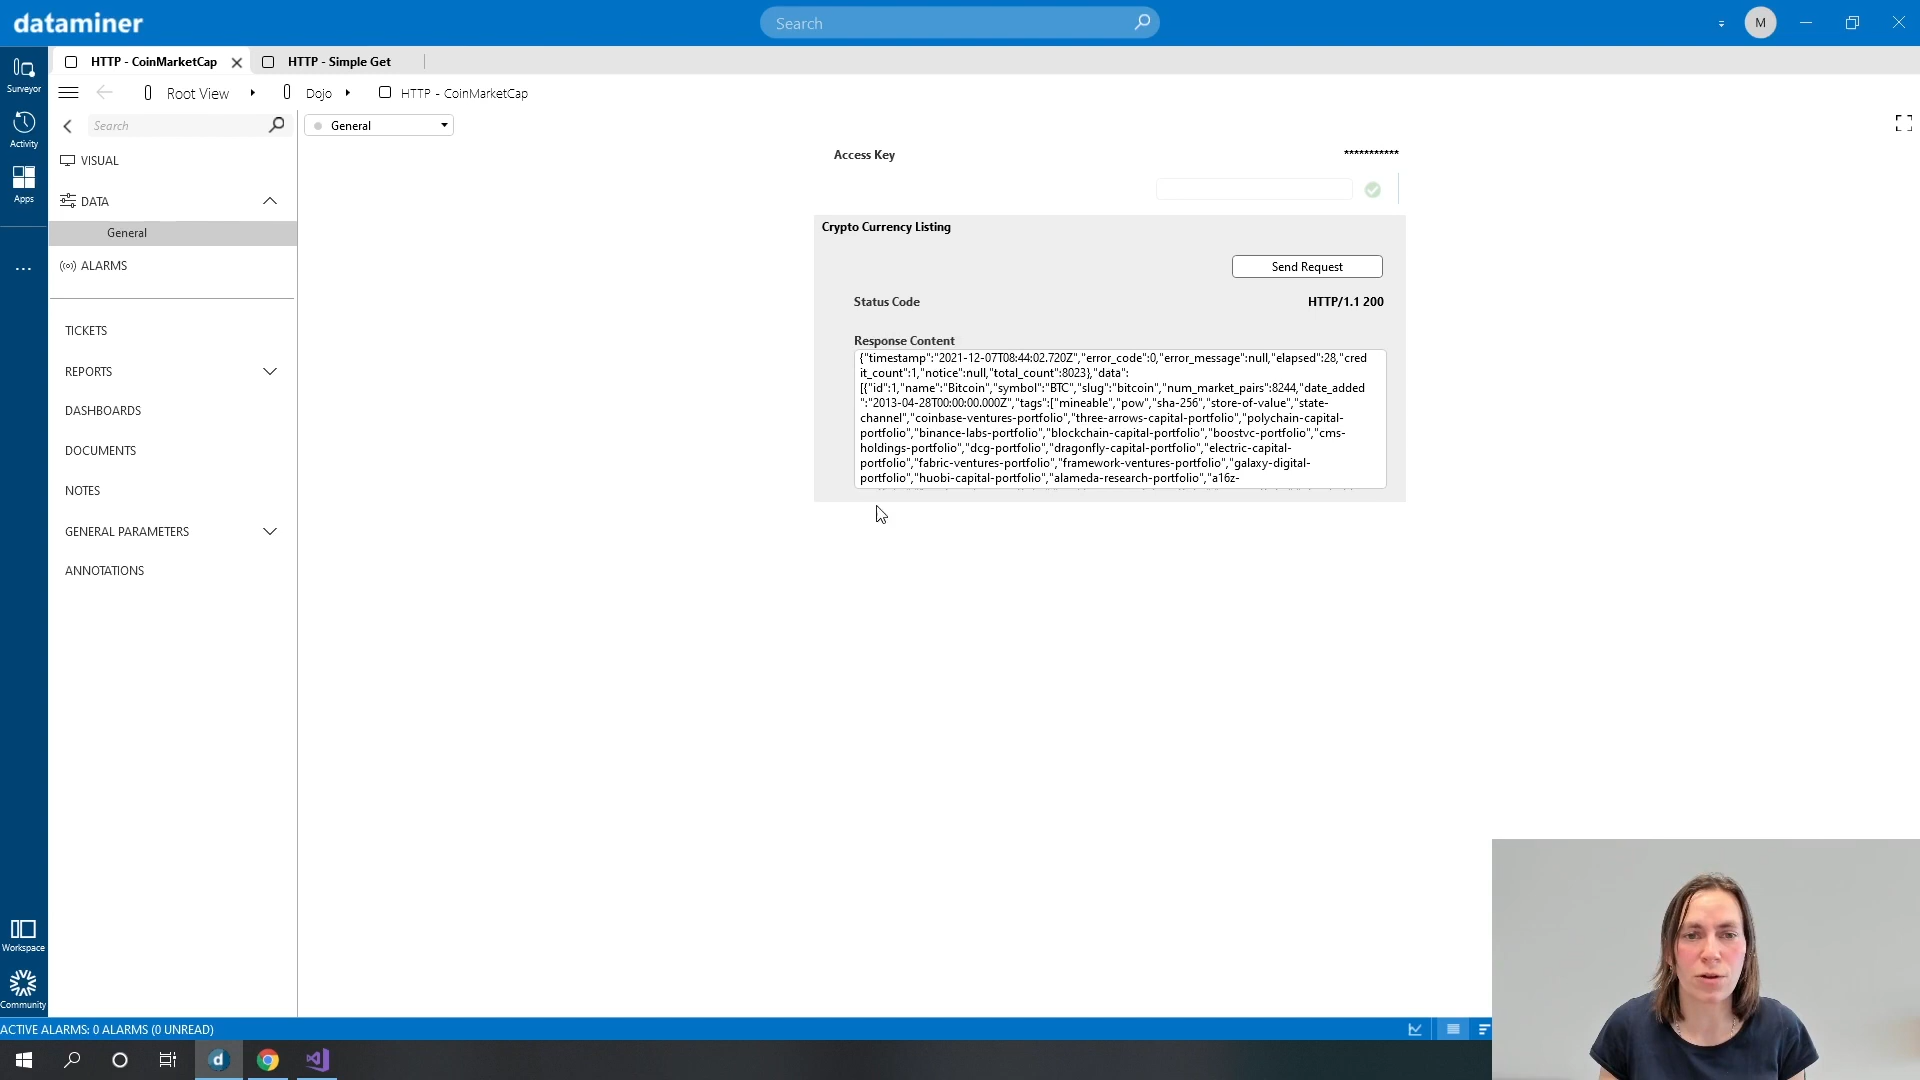 dataminer
Search
M
HTTP - CoinMarketCap
HTTP - Simple Get
Surveyor
Root View
Dojo
HTTP - CoinMarketCap
Search
General
Activity
Access Key
***********
VISUAL
Apps
DATA
General
Crypto Currency Listing
ALARMS
Send Request
Status Code
HTTP/1.1 200
TICKETS
Response Content
{"timestamp":"2021-12-07T08:44:02.720Z","error_code":0,"error_message":null,"elapsed":28,"cred
it_count":1,"notice":null,"total_count":8023},"data":
[{"id":1,"name":"Bitcoin","symbol":"BTC","slug":"bitcoin","num_market_pairs":8244,"date_added
":"2013-04-28T00:00:00.000Z","tags":["mineable","pow","sha-256","store-of-value","state-
channel","coinbase-ventures-portfolio","three-arrows-capital-portfolio","polychain-capital-
portfolio","binance-labs-portfolio","blockchain-capital-portfolio","boostvc-portfolio","cms-
holdings-portfolio","dcg-portfolio","dragonfly-capital-portfolio","electric-capital-
portfolio","fabric-ventures-portfolio","framework-ventures-portfolio","galaxy-digital-
portfolio","huobi-capital-portfolio","alameda-research-portfolio","a16z-
REPORTS
DASHBOARDS
DOCUMENTS
NOTES
GENERAL PARAMETERS
ANNOTATIONS
Workspace
Community
ACTIVE ALARMS: 0 ALARMS (0 UNREAD)